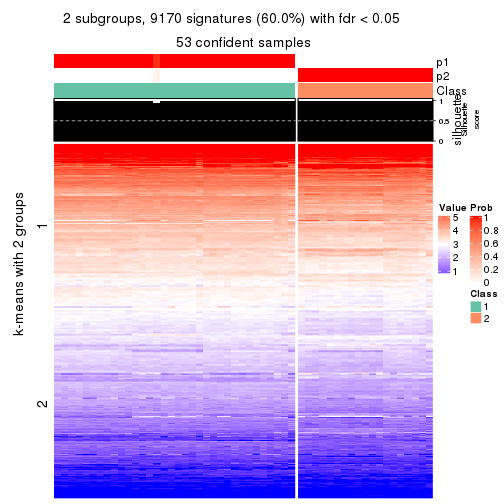 2 subgroups, 9170 signatures (60.0%) with fdr < 0.05
53 confident samples
p1
p2
Class
1
0.5
0
silhouette
Silhouette
score
k-means with 2 groups
1
2
Value
5
4
3
2
1
Prob
1
0.8
0.6
0.4
0.2
0
Class
1
2